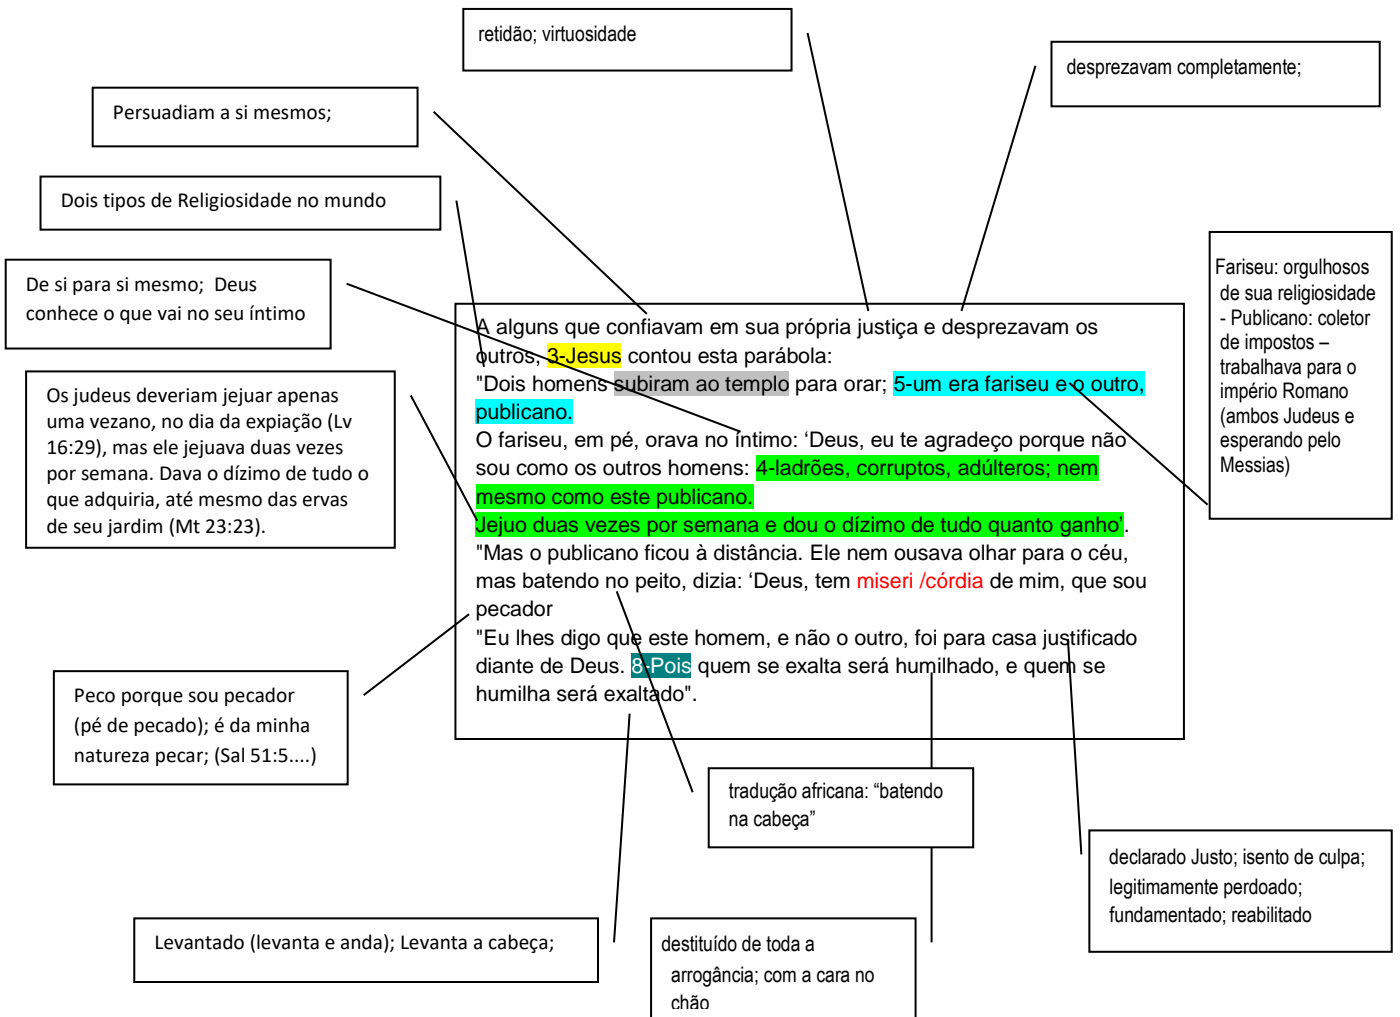 retidão; virtuosidade
desprezavam completamente;
Persuadiam a si mesmos;
Dois tipos de Religiosidade no mundo
De si para si mesmo;  Deus
conhece o que vai no seu íntimo
Os judeus deveriam jejuar apenas
uma vezano, no dia da expiação (Lv
16:29), mas ele jejuava duas vezes
por semana. Dava o dízimo de tudo o
que adquiria, até mesmo das ervas
de seu jardim (Mt 23:23).
Fariseu: orgulhosos
de sua religiosidade
- Publicano: coletor
de impostos –
trabalhava para o
império Romano
(ambos Judeus e
esperando pelo
Messias)
A alguns que confiavam em sua própria justiça e desprezavam os
outros, 3-Jesus contou esta parábola:
"Dois homens subiram ao templo para orar; 5-um era fariseu e o outro,
publicano.
O fariseu, em pé, orava no íntimo: ‘Deus, eu te agradeço porque não
sou como os outros homens: 4-ladrões, corruptos, adúlteros; nem
mesmo como este publicano.
Jejuo duas vezes por semana e dou o dízimo de tudo quanto ganho’.
"Mas o publicano ficou à distância. Ele nem ousava olhar para o céu,
mas batendo no peito, dizia: ‘Deus, tem miseri /córdia de mim, que sou
pecador
"Eu lhes digo que este homem, e não o outro, foi para casa justificado
diante de Deus. 8-Pois quem se exalta será humilhado, e quem se
humilha será exaltado".
Peco porque sou pecador
(pé de pecado); é da minha
natureza pecar; (Sal 51:5....)
tradução africana: “batendo
na cabeça”
declarado Justo; isento de culpa;
legitimamente perdoado;
fundamentado; reabilitado
Levantado (levanta e anda); Levanta a cabeça;
destituído de toda a
arrogância; com a cara no
chão